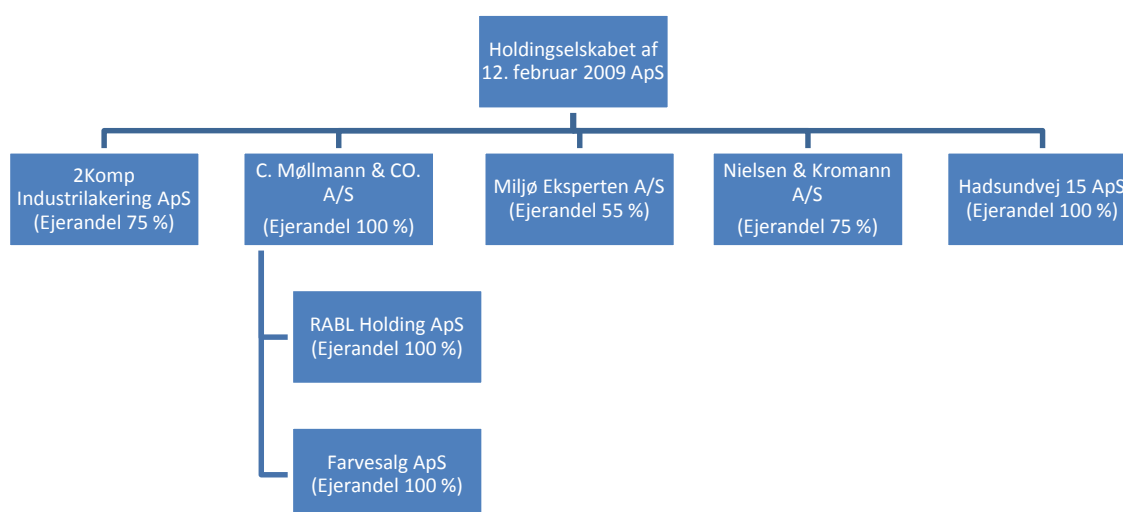 Holdingselskabet af
12. februar 2009 ApS
2Komp
Industrilakering ApS
(Ejerandel 75 %)
C. Møllmann & CO.
A/S
(Ejerandel 100 %)
Miljø Eksperten A/S
(Ejerandel 55 %)
Nielsen & Kromann
A/S
(Ejerandel 75 %)
Hadsundvej 15 ApS
(Ejerandel 100 %)
RABL Holding ApS
(Ejerandel 100 %)
Farvesalg ApS
(Ejerandel 100 %)